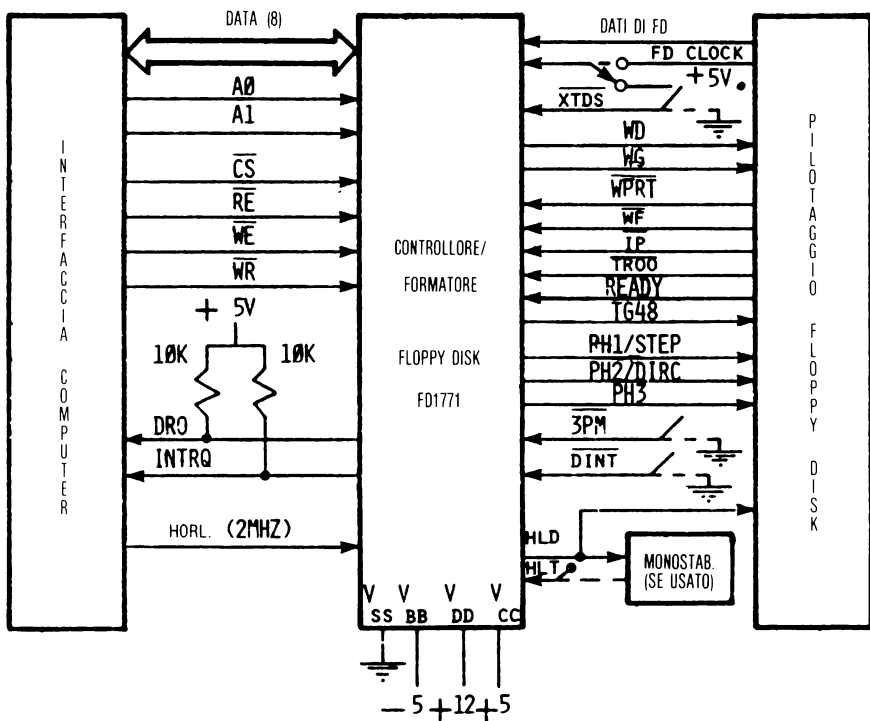 DATA (8)
A0
A1
CS
RE
WE
WR
+ 5V
10K
10K
DRO
INTRQ
HORL. (2MHZ)
INTERFACCIA COMPUTER
CONTROLLORE/
FORMATORE
FLOPPY DISK
FD1771
V V V V
SS BB DD CC
− 5 +12 +5
DATI DI FD
FD CLOCK
+5V.
XTDS
WD
WG
WPRT
WF
IP
TROO
READY
TG48
PH1/STEP
PH2/DIRC
PH3
3PM
DINT
HLD
HLT
MONOSTAB.
(SE USATO)
PILOTAGGIO FLOPPY DISK